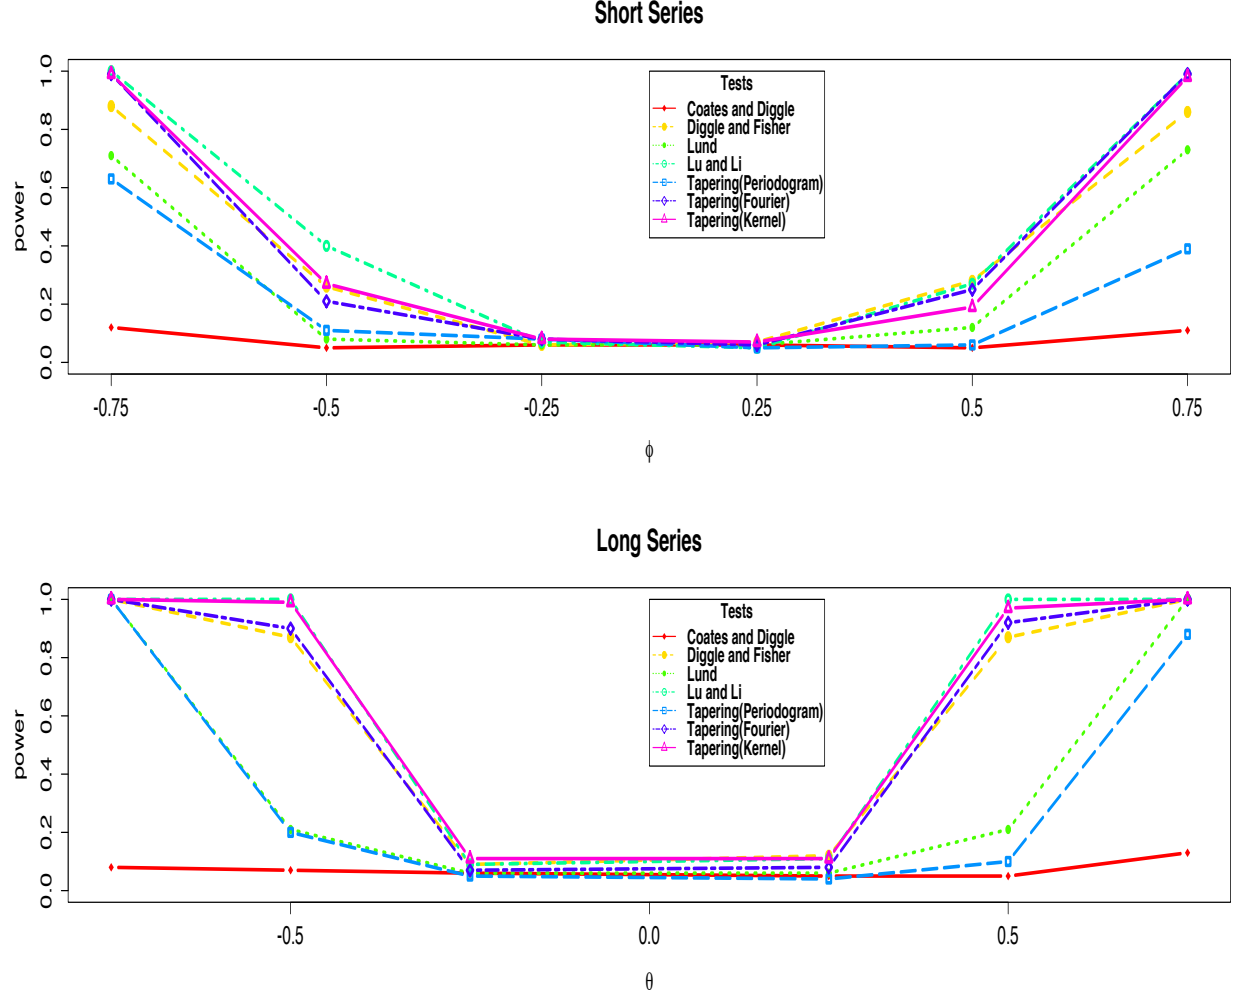 Short Series
1.0
0.8
0.6
0.4
0.2
0.0
power
Tests
Coates and Diggle
Diggle and Fisher
Lund
Lu and Li
Tapering(Periodogram)
Tapering(Fourier)
Tapering(Kernel)
-0.75
-0.5
-0.25
0.25
0.5
0.75
ϕ
Long Series
1.0
0.8
0.6
0.4
0.2
0.0
power
Tests
Coates and Diggle
Diggle and Fisher
Lund
Lu and Li
Tapering(Periodogram)
Tapering(Fourier)
Tapering(Kernel)
-0.5
0.0
0.5
θ